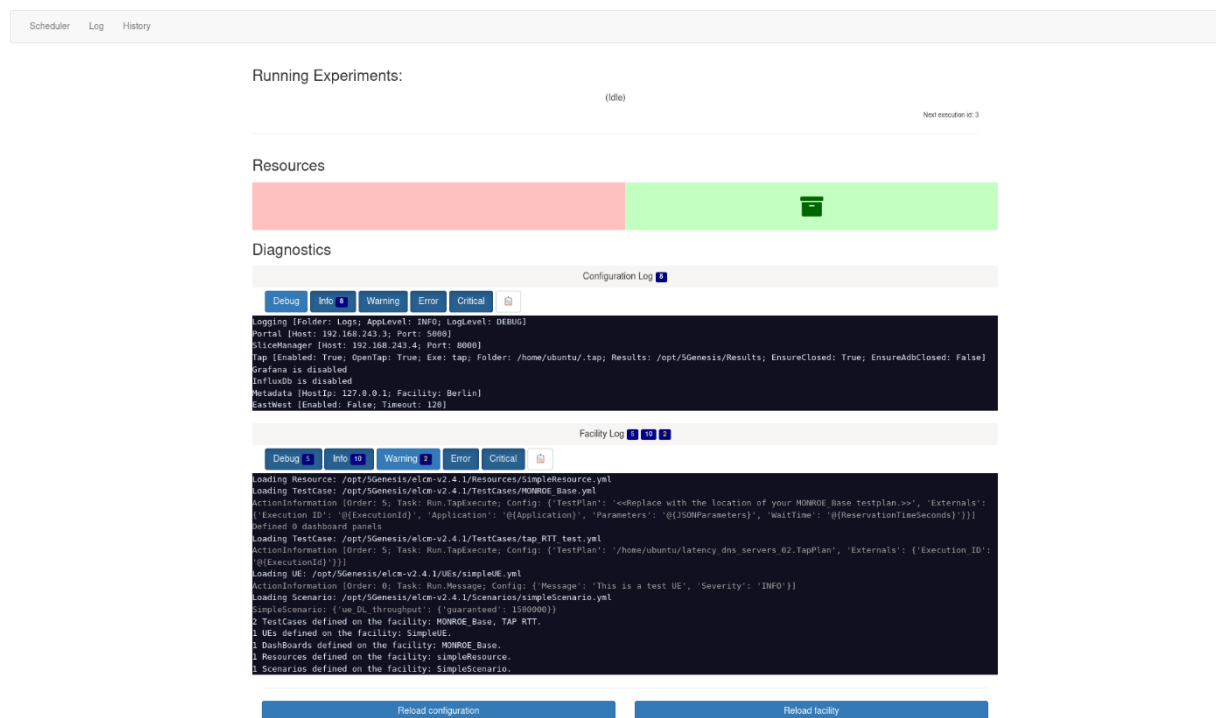 Scheduler Log History
Running Experiments:
(Idle)
Next execution id: 3
Resources
Diagnostics
Configuration Log 8
Debug Info 8 Warning Error Critical
Logging [Folder: Logs; AppLevel: INFO; LogLevel: DEBUG]
Portal [Host: 192.168.243.3; Port: 5000]
SliceManager [Host: 192.168.243.4; Port: 8000]
Tap [Enabled: True; OpenTap: True; Exe: tap; Folder: /home/ubuntu/.tap; Results: /opt/5Genesis/Results; EnsureClosed: True; EnsureAdbClosed: False]
Grafana is disabled
InfluxDb is disabled
Metadata [HostIp: 127.0.0.1; Facility: Berlin]
EastWest [Enabled: False; Timeout: 120]
Facility Log 5 10 2
Debug 5 Info 10 Warning 2 Error Critical
Loading Resource: /opt/5Genesis/elcm-v2.4.1/Resources/SimpleResource.yml
Loading TestCase: /opt/5Genesis/elcm-v2.4.1/TestCases/MONROE_Base.yml
ActionInformation [Order: 5; Task: Run.TapExecute; Config: {'TestPlan': '<<Replace with the location of your MONROE_Base testplan.>>', 'Externals':
{'Execution ID': '@{ExecutionId}', 'Application': '@{Application}', 'Parameters': '@{JSONParameters}', 'WaitTime': '@{ReservationTimeSeconds}'}}]
Defined 0 dashboard panels
Loading TestCase: /opt/5Genesis/elcm-v2.4.1/TestCases/tap_RTT_test.yml
ActionInformation [Order: 5; Task: Run.TapExecute; Config: {'TestPlan': '/home/ubuntu/latency_dns_servers_02.TapPlan', 'Externals': {'Execution_ID':
'@{ExecutionId}'}}]
Loading UE: /opt/5Genesis/elcm-v2.4.1/UEs/simpleUE.yml
ActionInformation [Order: 0; Task: Run.Message; Config: {'Message': 'This is a test UE', 'Severity': 'INFO'}]
Loading Scenario: /opt/5Genesis/elcm-v2.4.1/Scenarios/simpleScenario.yml
SimpleScenario: {'ue_DL_throughput': {'guaranteed': 1500000}}
2 TestCases defined on the facility: MONROE_Base, TAP RTT.
1 UEs defined on the facility: SimpleUE.
1 DashBoards defined on the facility: MONROE_Base.
1 Resources defined on the facility: simpleResource.
1 Scenarios defined on the facility: SimpleScenario.
Reload configuration Reload facility